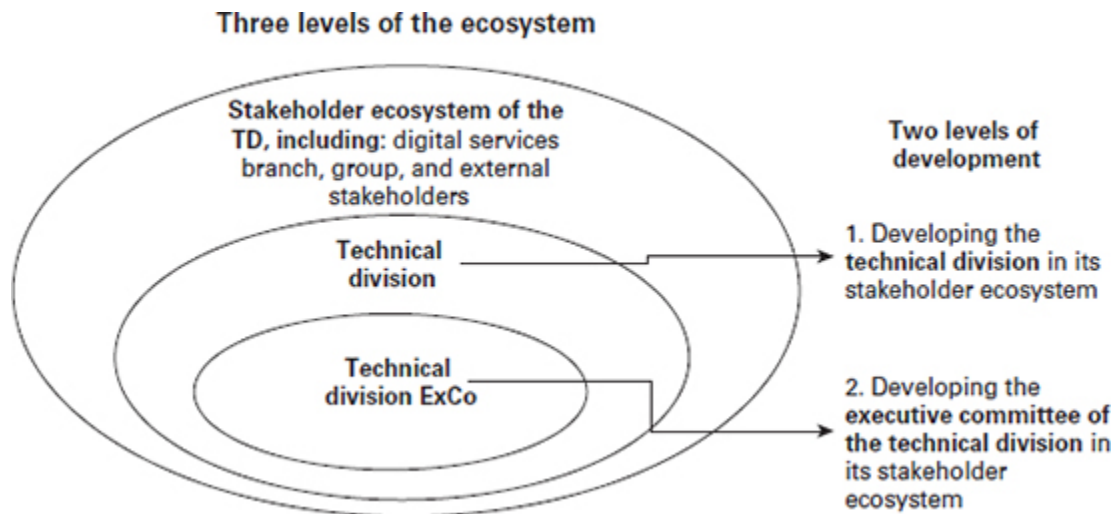 Three levels of the ecosystem
Stakeholder ecosystem of the
TD, including: digital services
branch, group, and external
stakeholders
Technical
division
Technical
division ExCo
Two levels of
development
1. Developing the
technical division in its
stakeholder ecosystem
2. Developing the
executive committee of
the technical division in
its stakeholder
ecosystem